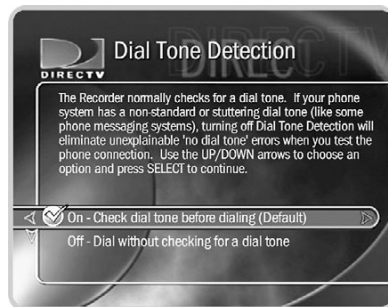 Dial Tone Detection
DIRECTV
The Recorder normally checks for a dial tone. If your phone
system has a non-standard or stuttering dial tone (like some
phone messaging systems), turning off Dial Tone Detection will
eliminate unexplainable 'no dial tone' errors when you test the
phone connection. Use the UP/DOWN arrows to choose an
option and press SELECT to continue.
On - Check dial tone before dialing (Default)
Off - Dial without checking for a dial tone